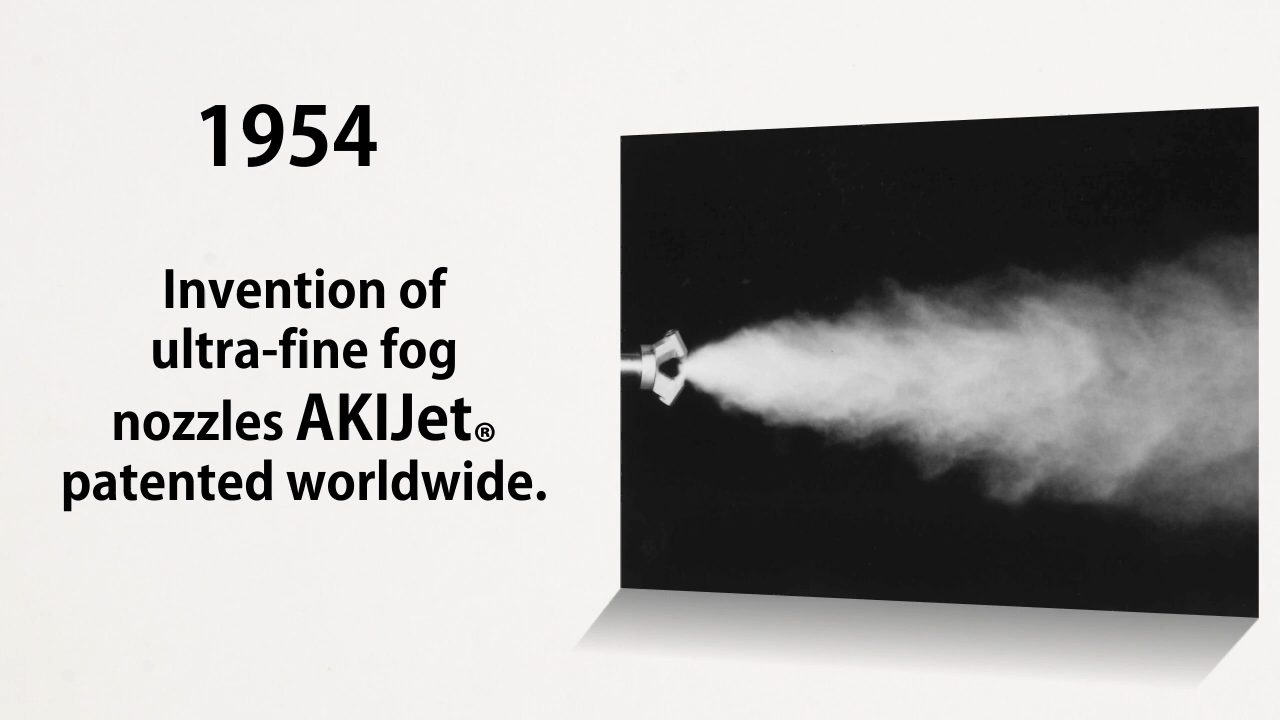 1954
Invention of
ultra-fine fog
nozzles AKIJet®
patented worldwide.